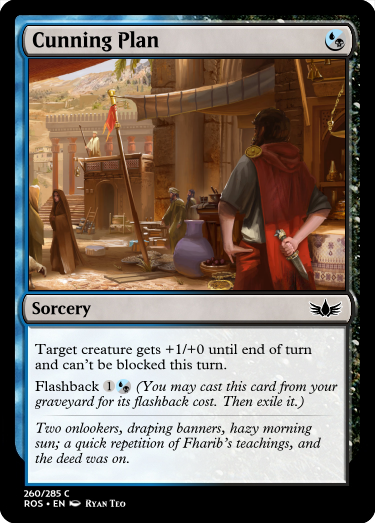 Cunning Plan
Sorcery
Target creature gets +1/+0 until end of turn
and can't be blocked this turn.
Flashback 1 (You may cast this card from your
graveyard for its flashback cost. Then exile it.)
Two onlookers, draping banners, hazy morning
sun; a quick repetition of Fharib's teachings, and
the deed was on.
260/285 C
ROS • EN Ryan Teo